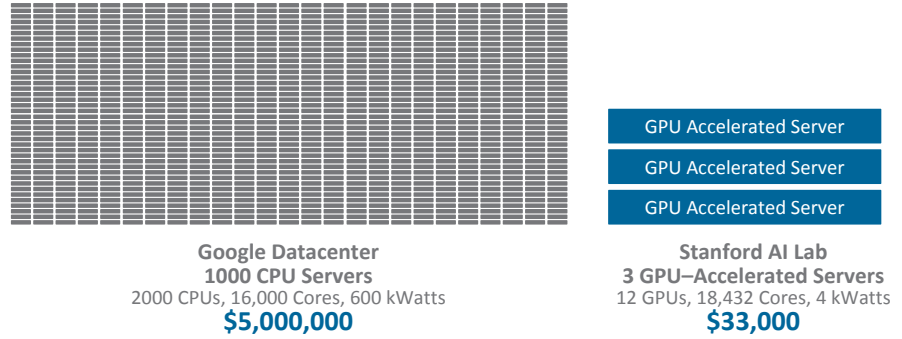 GPU Accelerated Server
GPU Accelerated Server
GPU Accelerated Server
Google Datacenter
1000 CPU Servers
2000 CPUs, 16,000 Cores, 600 kWatts
$5,000,000
Stanford AI Lab
3 GPU–Accelerated Servers
12 GPUs, 18,432 Cores, 4 kWatts
$33,000